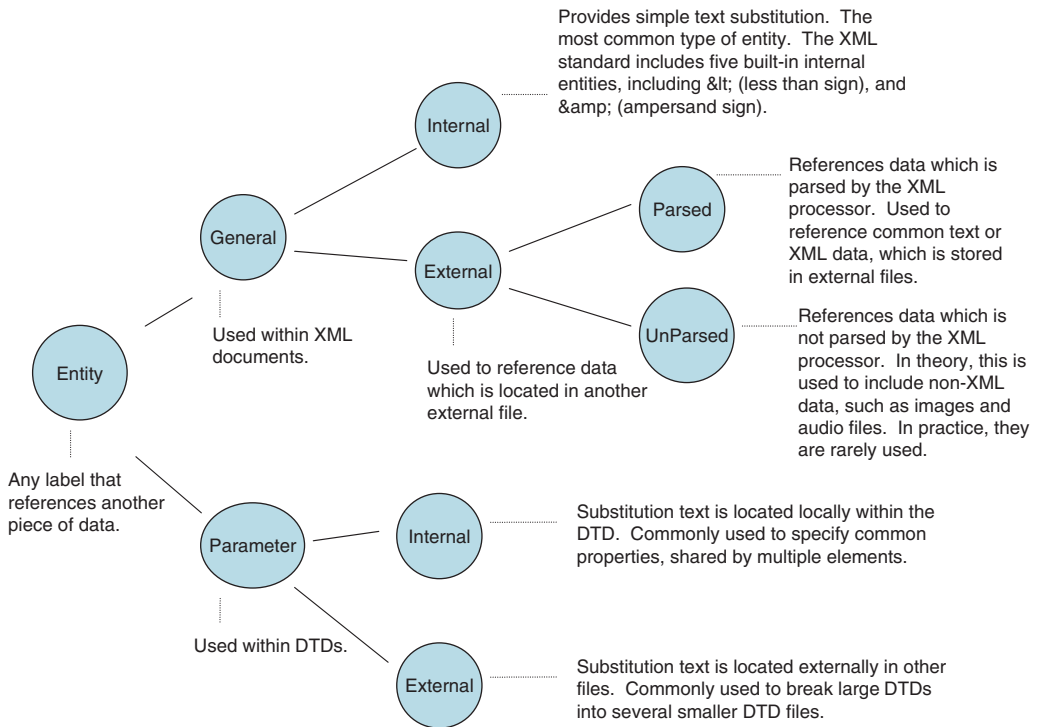 Provides simple text substitution. The
most common type of entity. The XML
standard includes five built-in internal
entities, including &lt; (less than sign), and
&amp; (ampersand sign).
Internal
References data which is
parsed by the XML
processor. Used to
reference common text or
XML data, which is stored
in external files.
Parsed
General
External
UnParsed
References data which is
not parsed by the XML
processor. In theory, this is
used to include non-XML
data, such as images and
audio files. In practice, they
are rarely used.
Used within XML
documents.
Used to reference data
which is located in another
external file.
Entity
Any label that
references another
piece of data.
Parameter
Internal
Substitution text is located locally within the
DTD. Commonly used to specify common
properties, shared by multiple elements.
Used within DTDs.
External
Substitution text is located externally in other
files. Commonly used to break large DTDs
into several smaller DTD files.